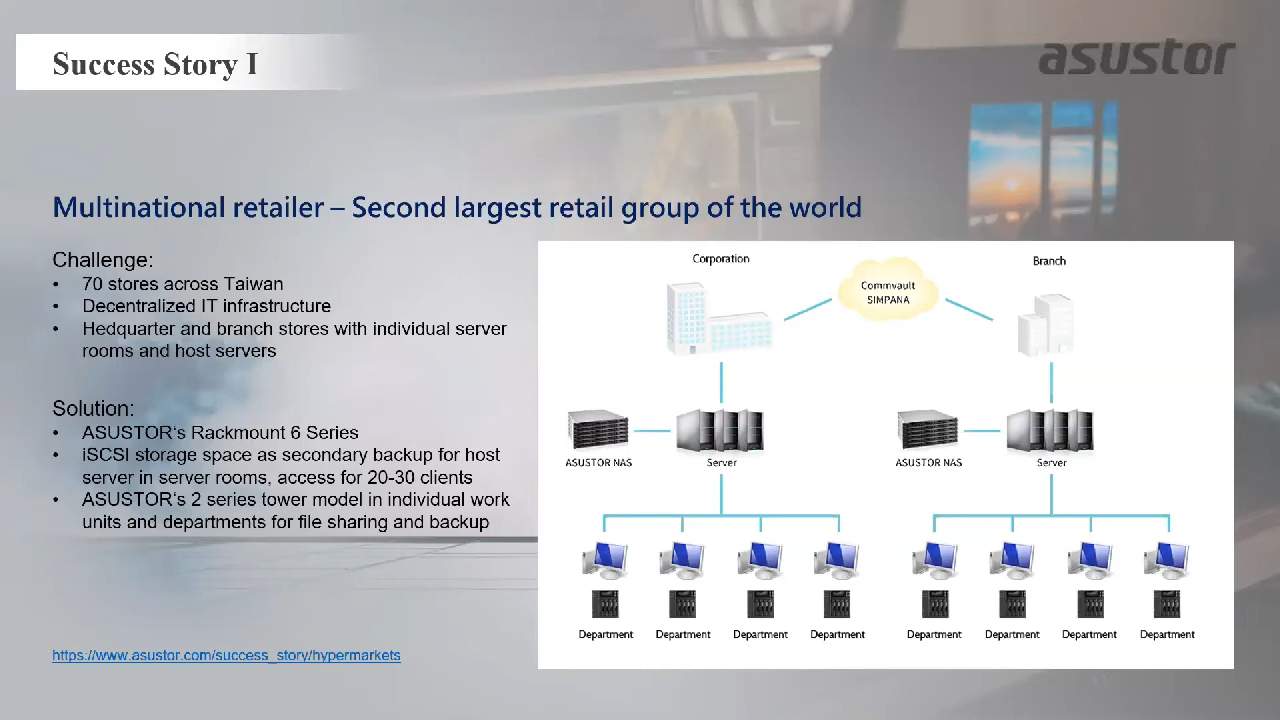 Success Story I
asustor
Multinational retailer – Second largest retail group of the world
Challenge:
• 70 stores across Taiwan
• Decentralized IT infrastructure
• Hedquarter and branch stores with individual server
rooms and host servers
Solution:
• ASUSTOR‘s Rackmount 6 Series
• iSCSI storage space as secondary backup for host
server in server rooms, access for 20-30 clients
• ASUSTOR‘s 2 series tower model in individual work
units and departments for file sharing and backup
https://www.asustor.com/success_story/hypermarkets
Corporation
Commvault
SIMPANA
Branch
ASUSTOR NAS
Server
ASUSTOR NAS
Server
Department
Department
Department
Department
Department
Department
Department
Department